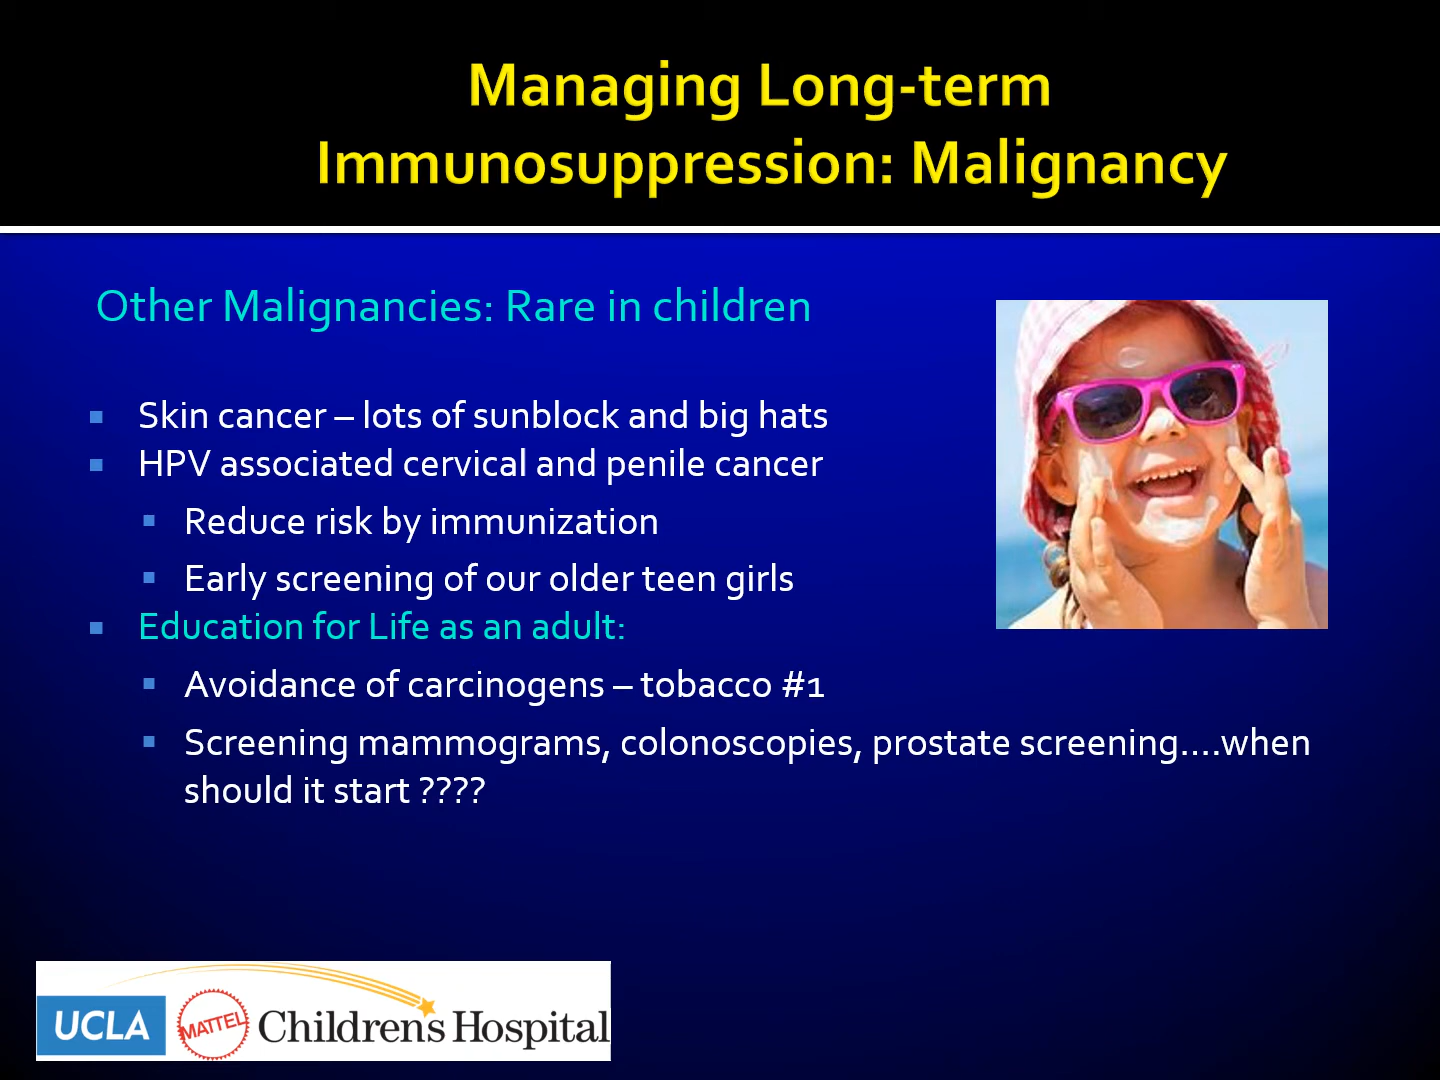 Managing Long-term
Immunosuppression: Malignancy
Other Malignancies: Rare in children
Skin cancer – lots of sunblock and big hats
HPV associated cervical and penile cancer
Reduce risk by immunization
Early screening of our older teen girls
Education for Life as an adult:
Avoidance of carcinogens – tobacco #1
Screening mammograms, colonoscopies, prostate screening....when
should it start ????
UCLA MATTEL Children's Hospital